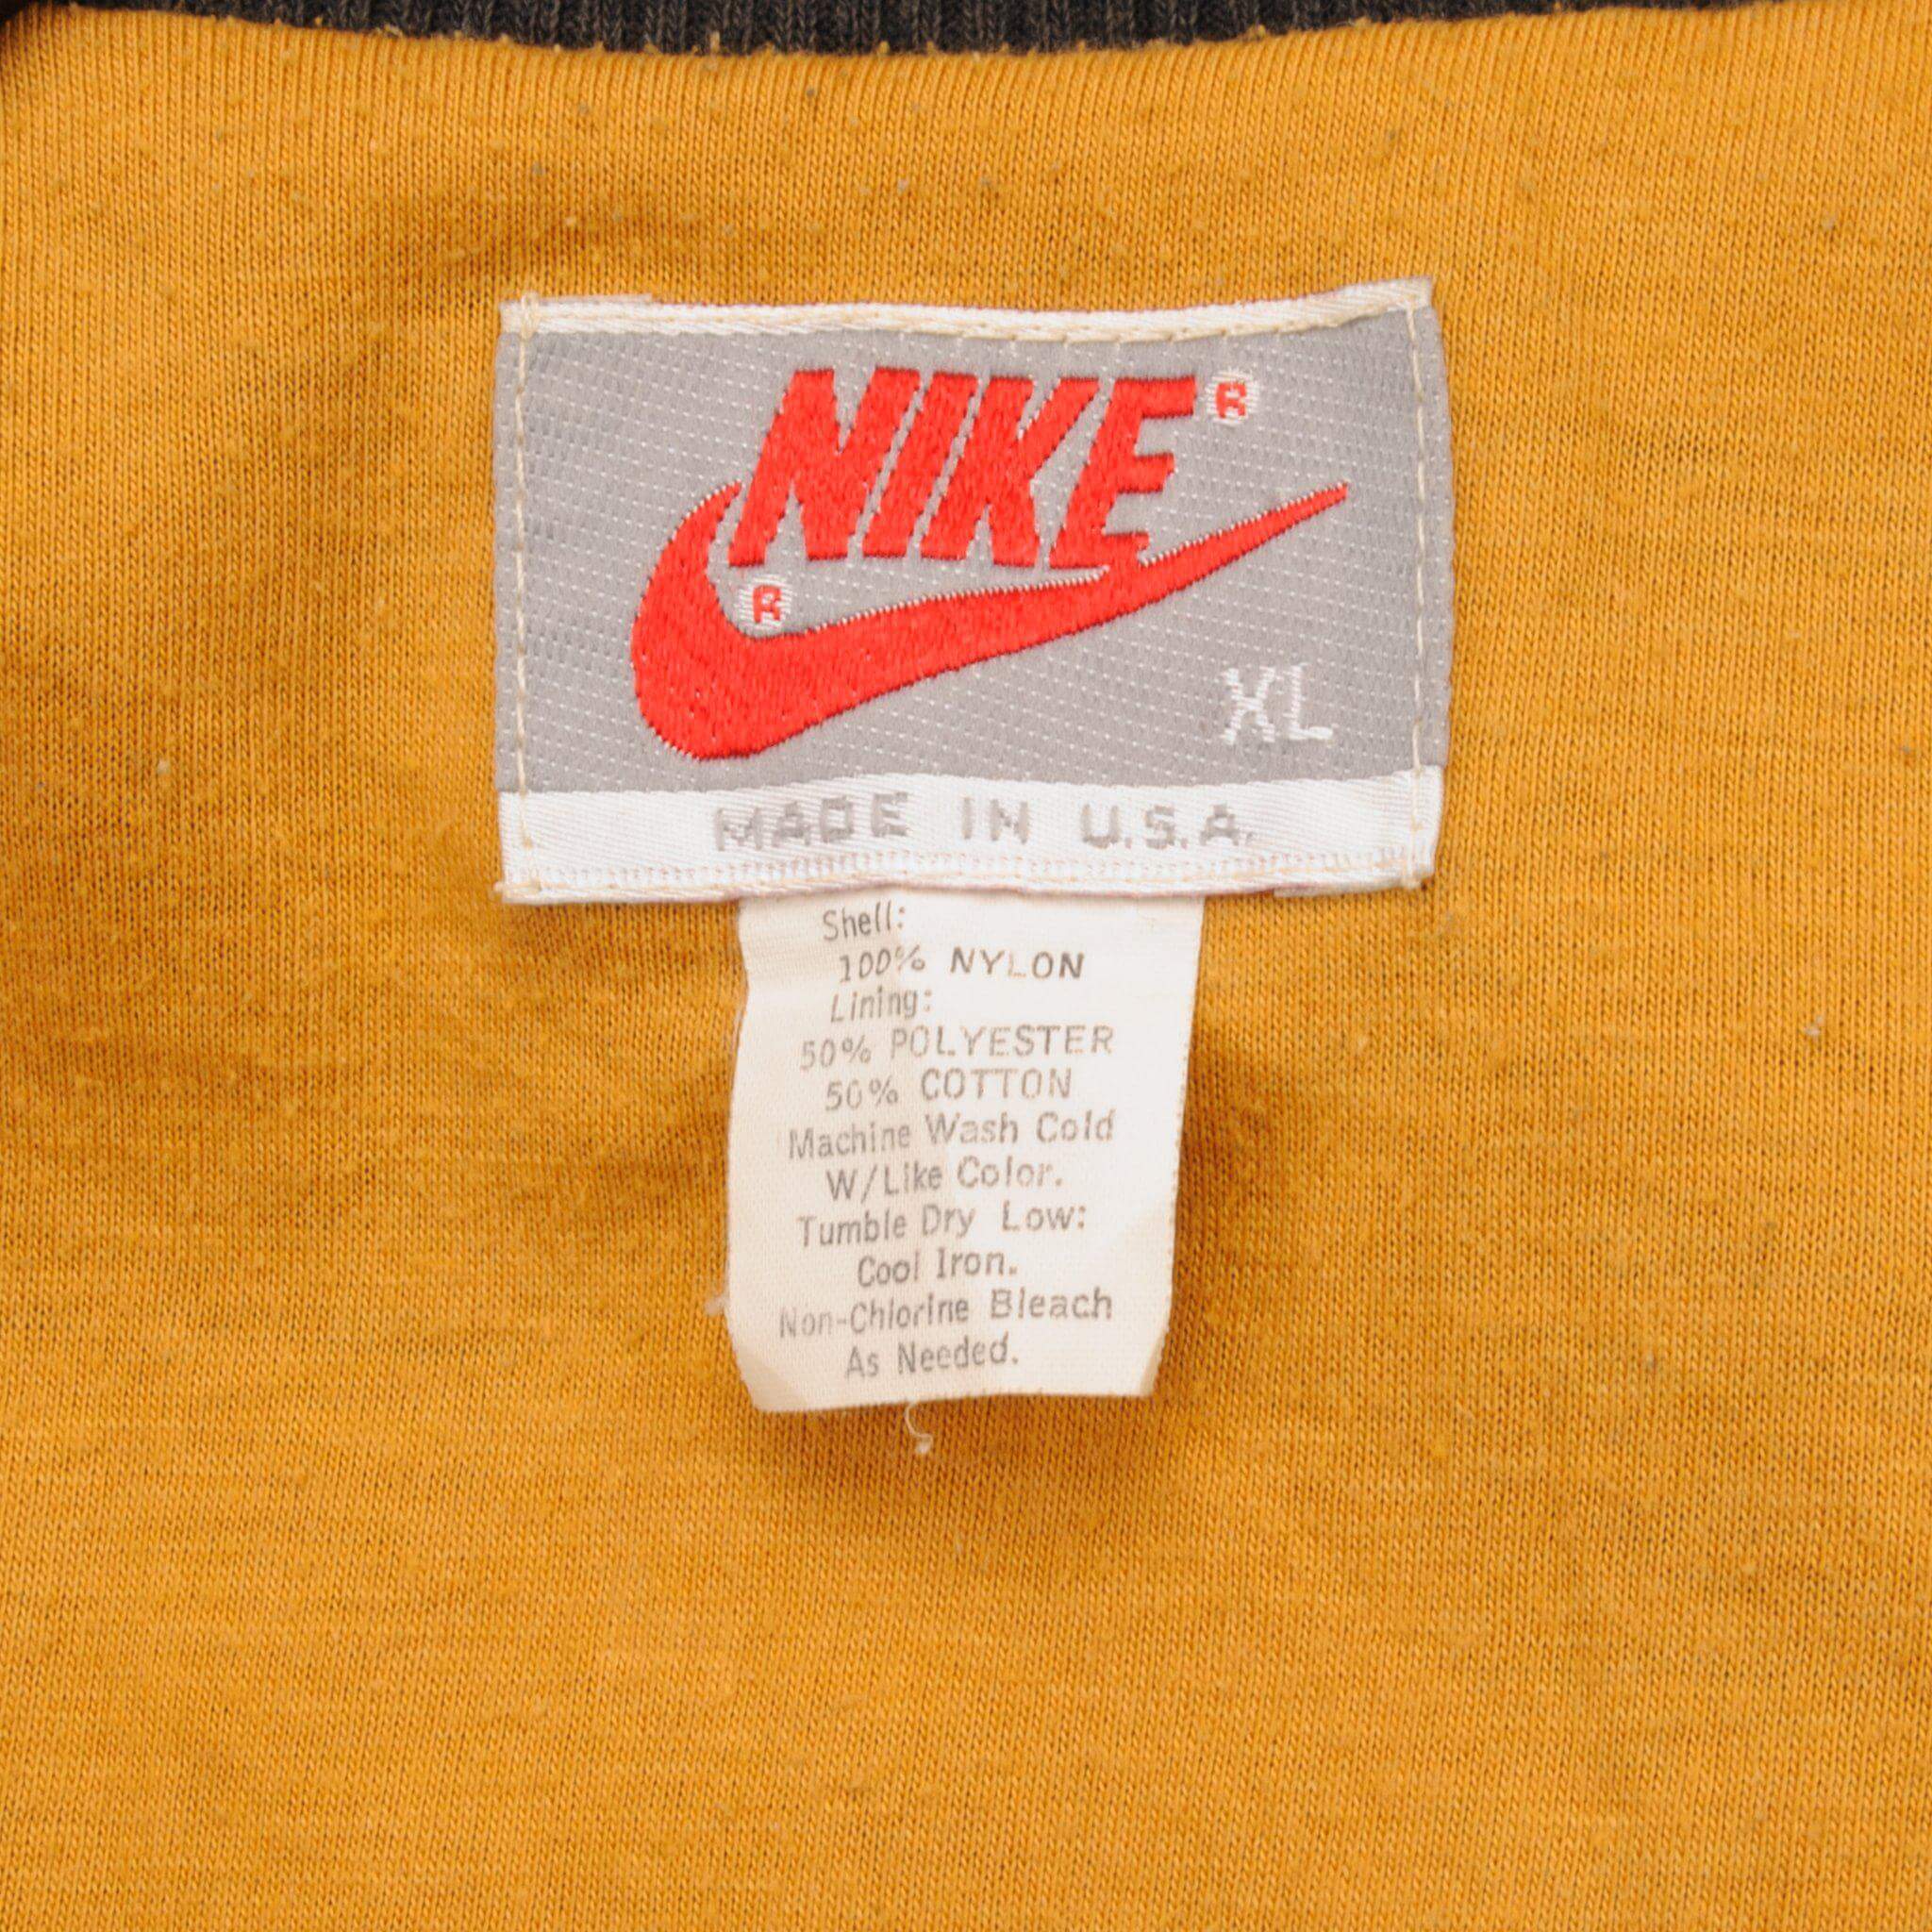 NIKE®
®
XL
MADE IN U.S.A.
Shell:
100% NYLON
Lining:
50% POLYESTER
50% COTTON
Machine Wash Cold
W/Like Color.
Tumble Dry Low:
Cool Iron.
Non-Chlorine Bleach
As Needed.